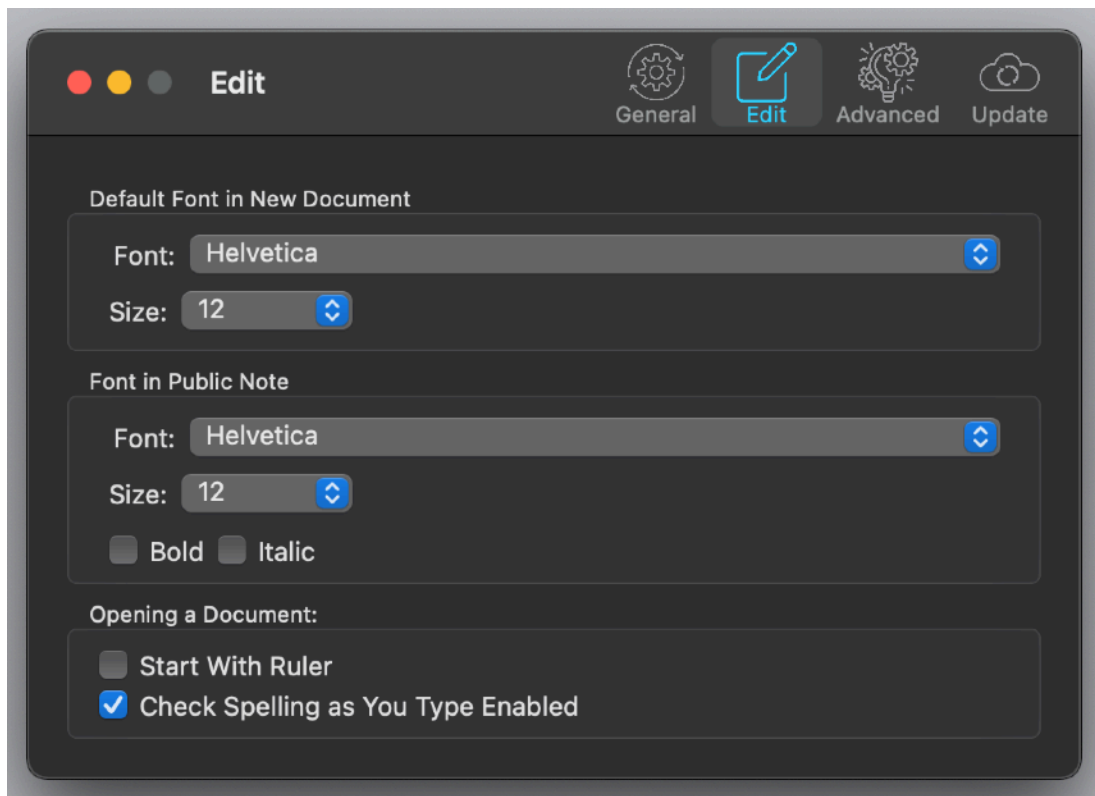 Edit
General Edit Advanced Update
Default Font in New Document
Font: Helvetica
Size: 12
Font in Public Note
Font: Helvetica
Size: 12
Bold Italic
Opening a Document:
Start With Ruler
Check Spelling as You Type Enabled